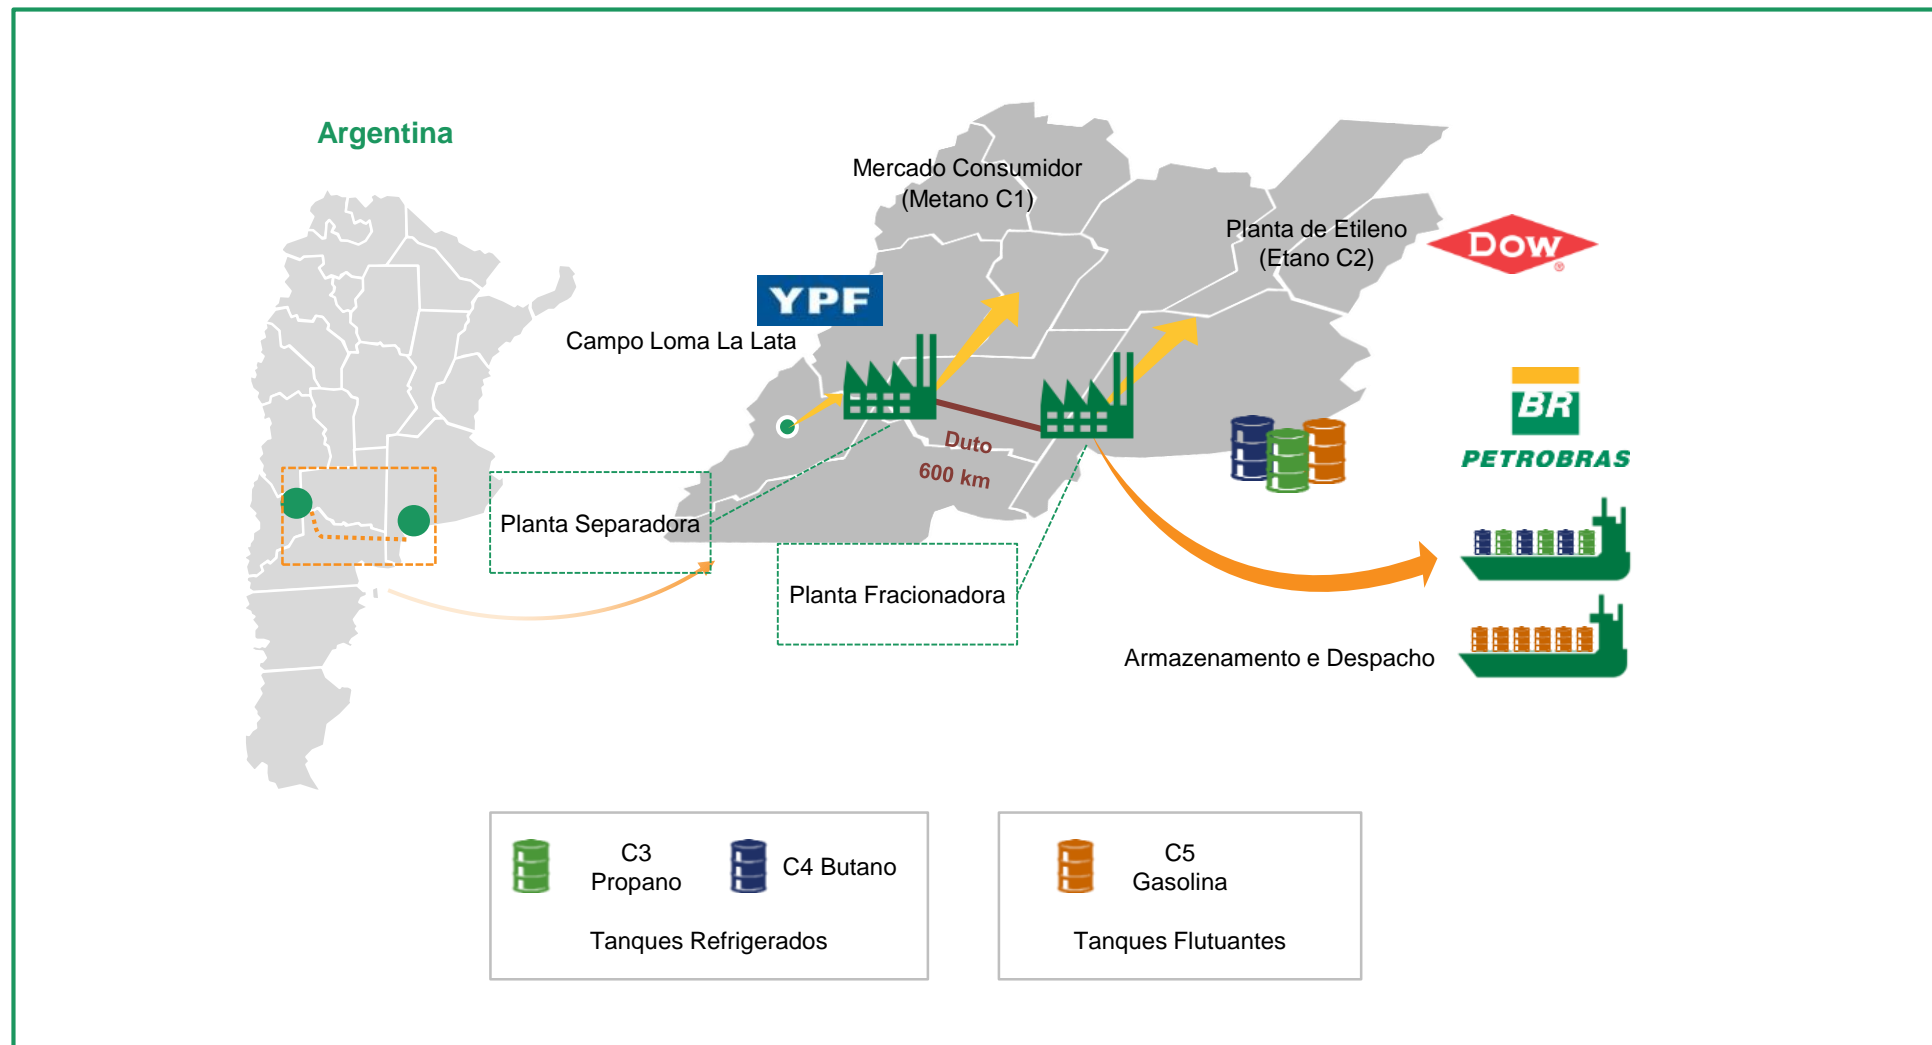 Argentina
Mercado Consumidor
(Metano C1)
Planta de Etileno
(Etano C2)
DOW
®
YPF
Campo Loma La Lata
BR
PETROBRAS
Duto
600 km
Planta Separadora
Planta Fracionadora
Armazenamento e Despacho
C3
Propano
C4 Butano
Tanques Refrigerados
C5
Gasolina
Tanques Flutuantes